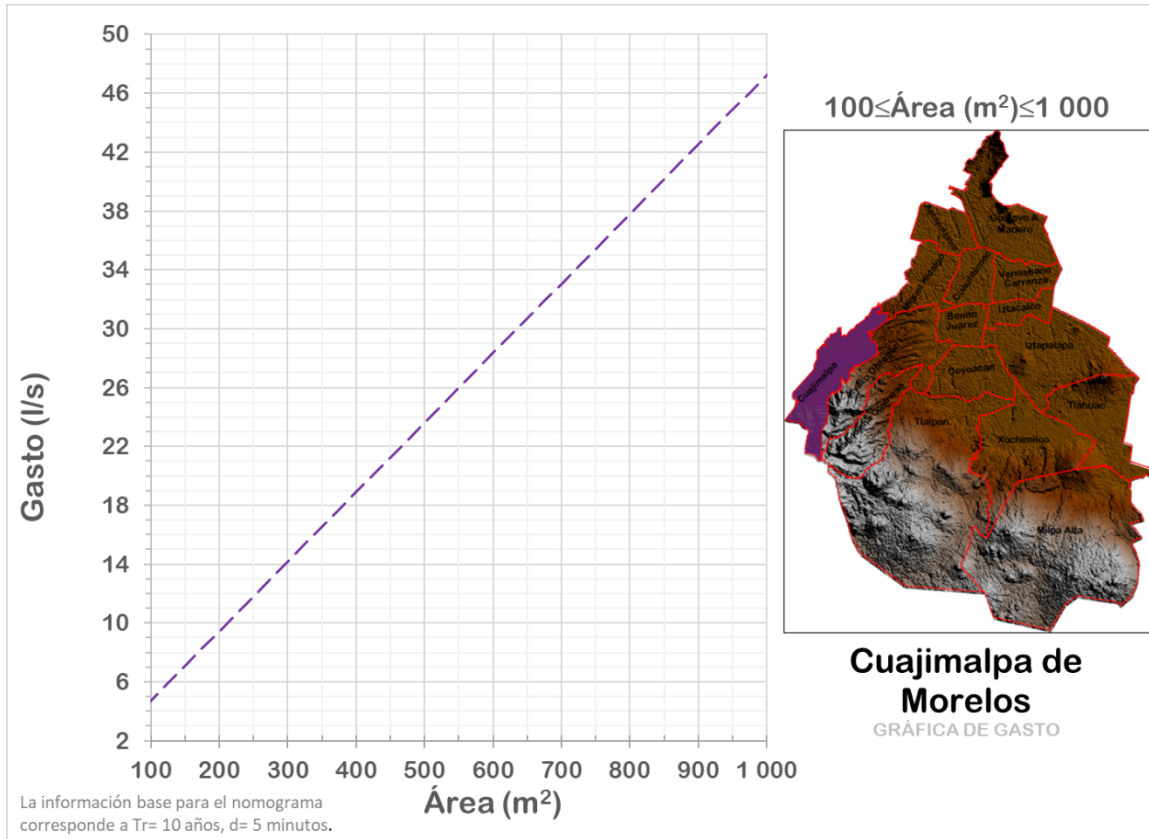 50
46
42
38
34
30
26
22
18
14
10
6
2
Gasto (l/s)
100 200 300 400 500 600 700 800 900 1 000
Área (m²)
La información base para el nomograma
corresponde a Tr= 10 años, d= 5 minutos.
100≤Área (m²)≤1 000
Gustavo A.
Madero
Miguel Hidalgo
Cuauhtémoc
Venustiano
Carranza
Iztacalco
Benito
Juárez
Iztapalapa
Cuajimalpa
Coyoacán
Tláhuac
Tlalpan
Xochimilco
Milpa Alta
Cuajimalpa de
Morelos
GRÁFICA DE GASTO